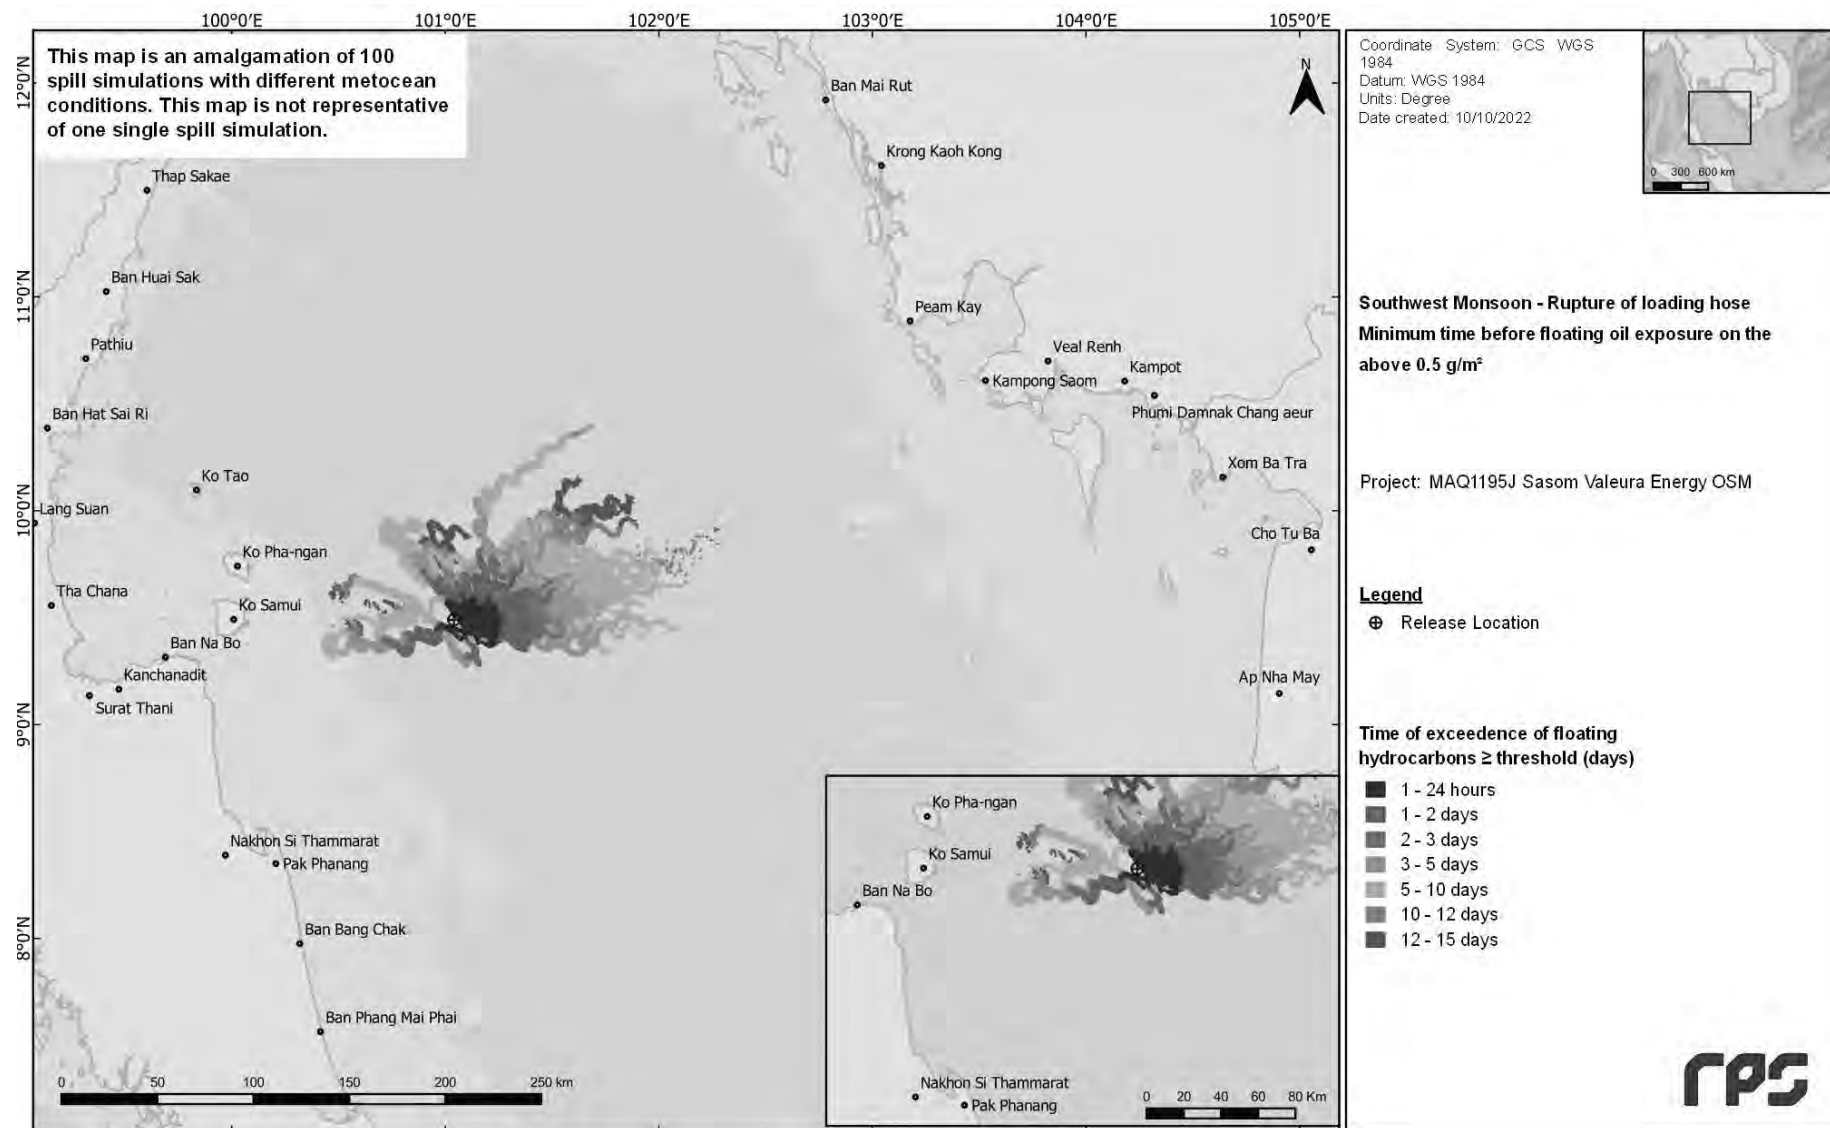 100°0'E 101°0'E 102°0'E 103°0'E 104°0'E 105°0'E
This map is an amalgamation of 100
spill simulations with different metocean
conditions. This map is not representative
of one single spill simulation.
12°0'N
11°0'N
10°0'N
9°0'N
8°0'N
N
Ban Mai Rut
Krong Kaoh Kong
Thap Sakae
Ban Huai Sak
Peam Kay
Pathiu
Veal Renh
Kampot
Kampong Saom
Ban Hat Sai Ri
Phumi Damnak Chang aeur
Xom Ba Tra
Ko Tao
Lang Suan
Cho Tu Ba
Ko Pha-ngan
Tha Chana
Ko Samui
Ban Na Bo
Kanchanadit
Ap Nha May
Surat Thani
Nakhon Si Thammarat
Pak Phanang
Ban Bang Chak
Ban Phang Mai Phai
0 50 100 150 200 250 km
Ko Pha-ngan
Ko Samui
Ban Na Bo
Nakhon Si Thammarat
Pak Phanang
0 20 40 60 80 Km
Coordinate System: GCS WGS
1984
Datum: WGS 1984
Units: Degree
Date created: 10/10/2022
0 300 600 km
Southwest Monsoon - Rupture of loading hose
Minimum time before floating oil exposure on the
above 0.5 g/m²
Project: MAQ1195J Sasom Valeura Energy OSM
Legend
Release Location
Time of exceedence of floating
hydrocarbons ≥ threshold (days)
1 - 24 hours
1 - 2 days
2 - 3 days
3 - 5 days
5 - 10 days
10 - 12 days
12 - 15 days
rps